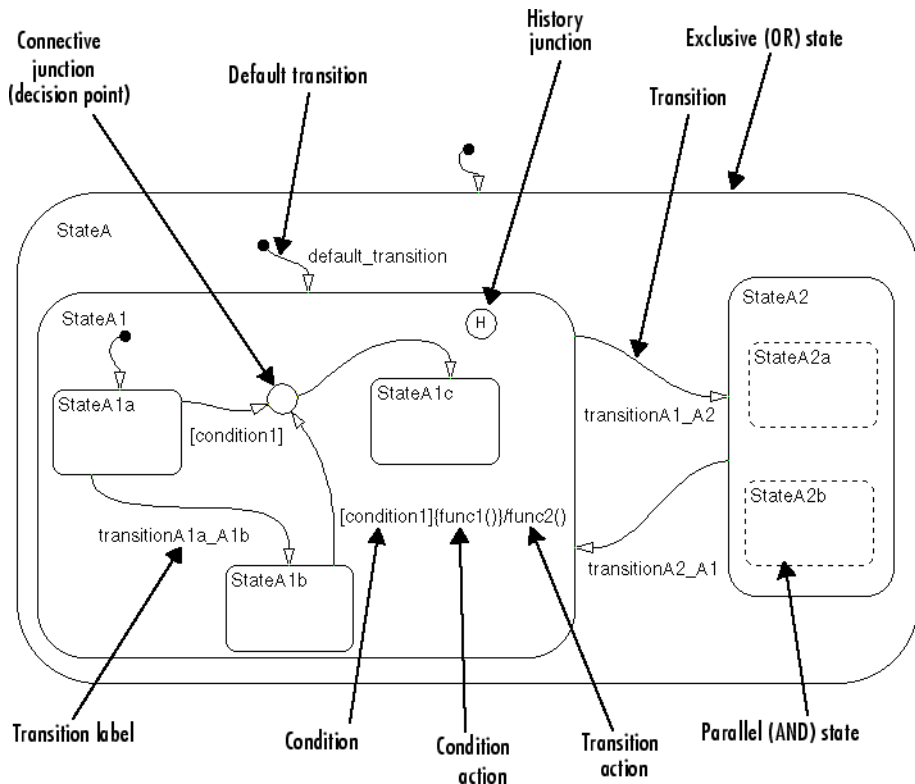 Connective
junction
(decision point)
Default transition
History
junction
Exclusive (OR) state
Transition
StateA
default_transition
StateA1
H
StateA2
StateA2a
StateA1a
StateA1c
[condition1]
transitionA1_A2
StateA2b
transitionA1a_A1b
[condition1]{func1()}/func2()
StateA1b
transitionA2_A1
Transition label
Condition
Condition
action
Transition
action
Parallel (AND) state